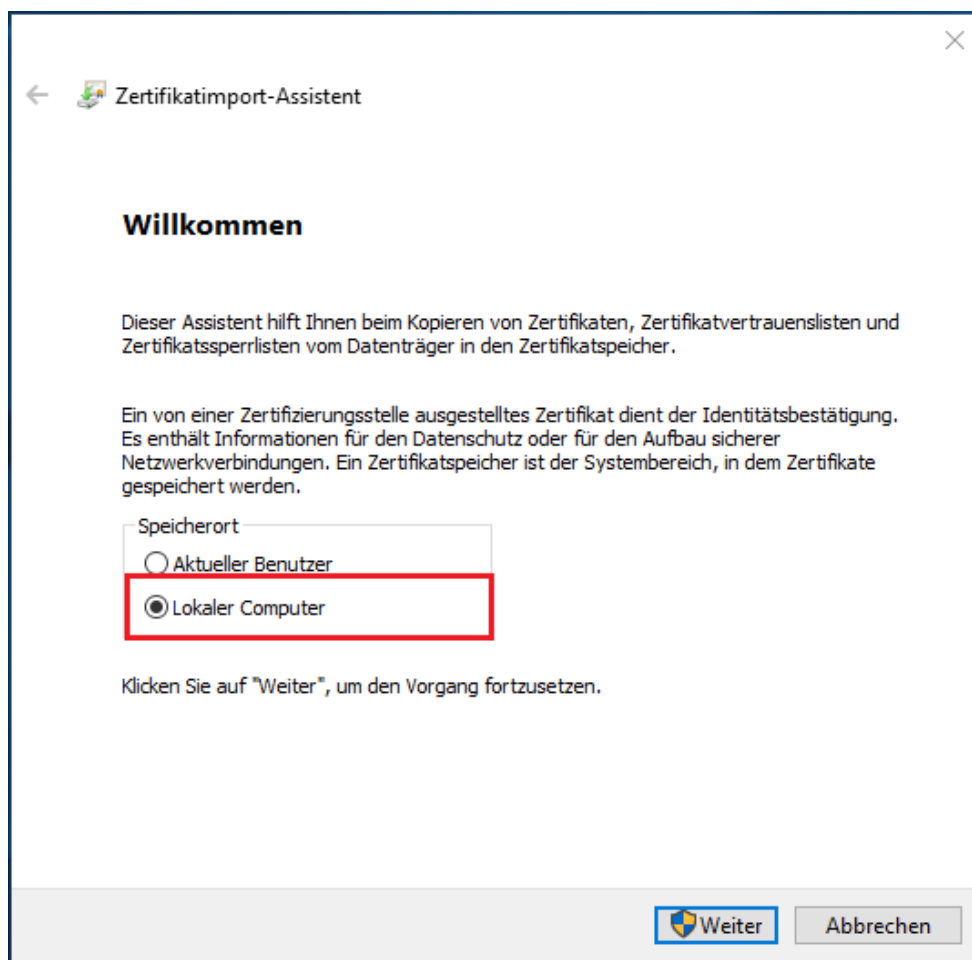 Zertifikatimport-Assistent
Willkommen
Dieser Assistent hilft Ihnen beim Kopieren von Zertifikaten, Zertifikatvertrauenslisten und
Zertifikatssperrlisten vom Datenträger in den Zertifikatspeicher.
Ein von einer Zertifizierungsstelle ausgestelltes Zertifikat dient der Identitätsbestätigung.
Es enthält Informationen für den Datenschutz oder für den Aufbau sicherer
Netzwerkverbindungen. Ein Zertifikatspeicher ist der Systembereich, in dem Zertifikate
gespeichert werden.
Speicherort
Aktueller Benutzer
Lokaler Computer
Klicken Sie auf "Weiter", um den Vorgang fortzusetzen.
Weiter Abbrechen